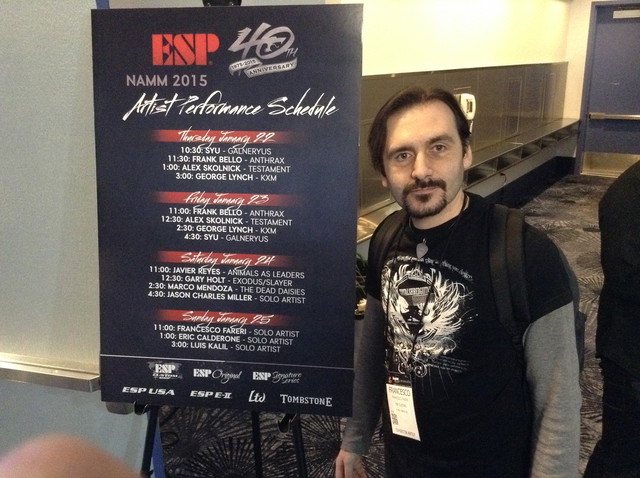 ESP
40TH
1975-2015
ANNIVERSARY
NAMM 2015
Artist Performance Schedule
Thursday January 22
10:30: SYU - GALNERYUS
11:30: FRANK BELLO - ANTHRAX
1:00: ALEX SKOLNICK - TESTAMENT
3:00: GEORGE LYNCH - KXM
Friday January 23
11:00: FRANK BELLO - ANTHRAX
12:30: ALEX SKOLNICK - TESTAMENT
2:30: GEORGE LYNCH - KXM
4:30: SYU - GALNERYUS
Saturday January 24
11:00: JAVIER REYES - ANIMALS AS LEADERS
12:30: GARY HOLT - EXODUS/SLAYER
2:30: MARCO MENDOZA - THE DEAD DAISIES
4:30: JASON CHARLES MILLER - SOLO ARTIST
Sunday January 25
11:00: FRANCESCO FARERI - SOLO ARTIST
1:00: ERIC CALDERONE - SOLO ARTIST
3:00: LUIS KALIL - SOLO ARTIST
ESP
ESP Original
ESP Signature Series
ESP USA
ESP E-II
Ltd
TOMBSTONE
FRANCESCO